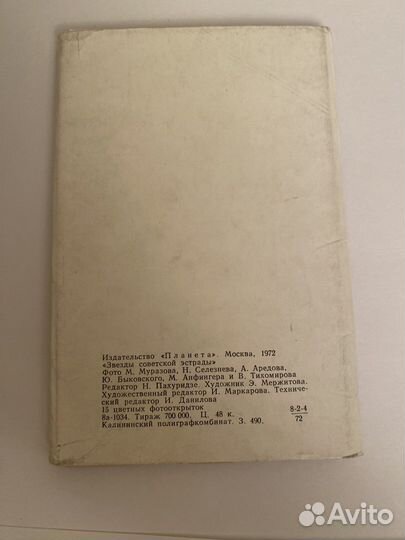 Издательство «Планета». Москва, 1972
«Звезды советской эстрады»
Фото М. Муразова, Н. Селезнева, А. Аредова,
Ю. Быковского, М. Анфингера и В. Тихомирова
Редактор Н. Пахуридзе. Художник Э. Мержитова.
Художественный редактор И. Маркарова. Техниче-
ский редактор И. Данилова
15 цветных фотооткрыток
8а-1034. Тираж 700 000. Ц. 48 к. 8-2-4
Калининский полиграфкомбинат. З. 490. 72
Avito